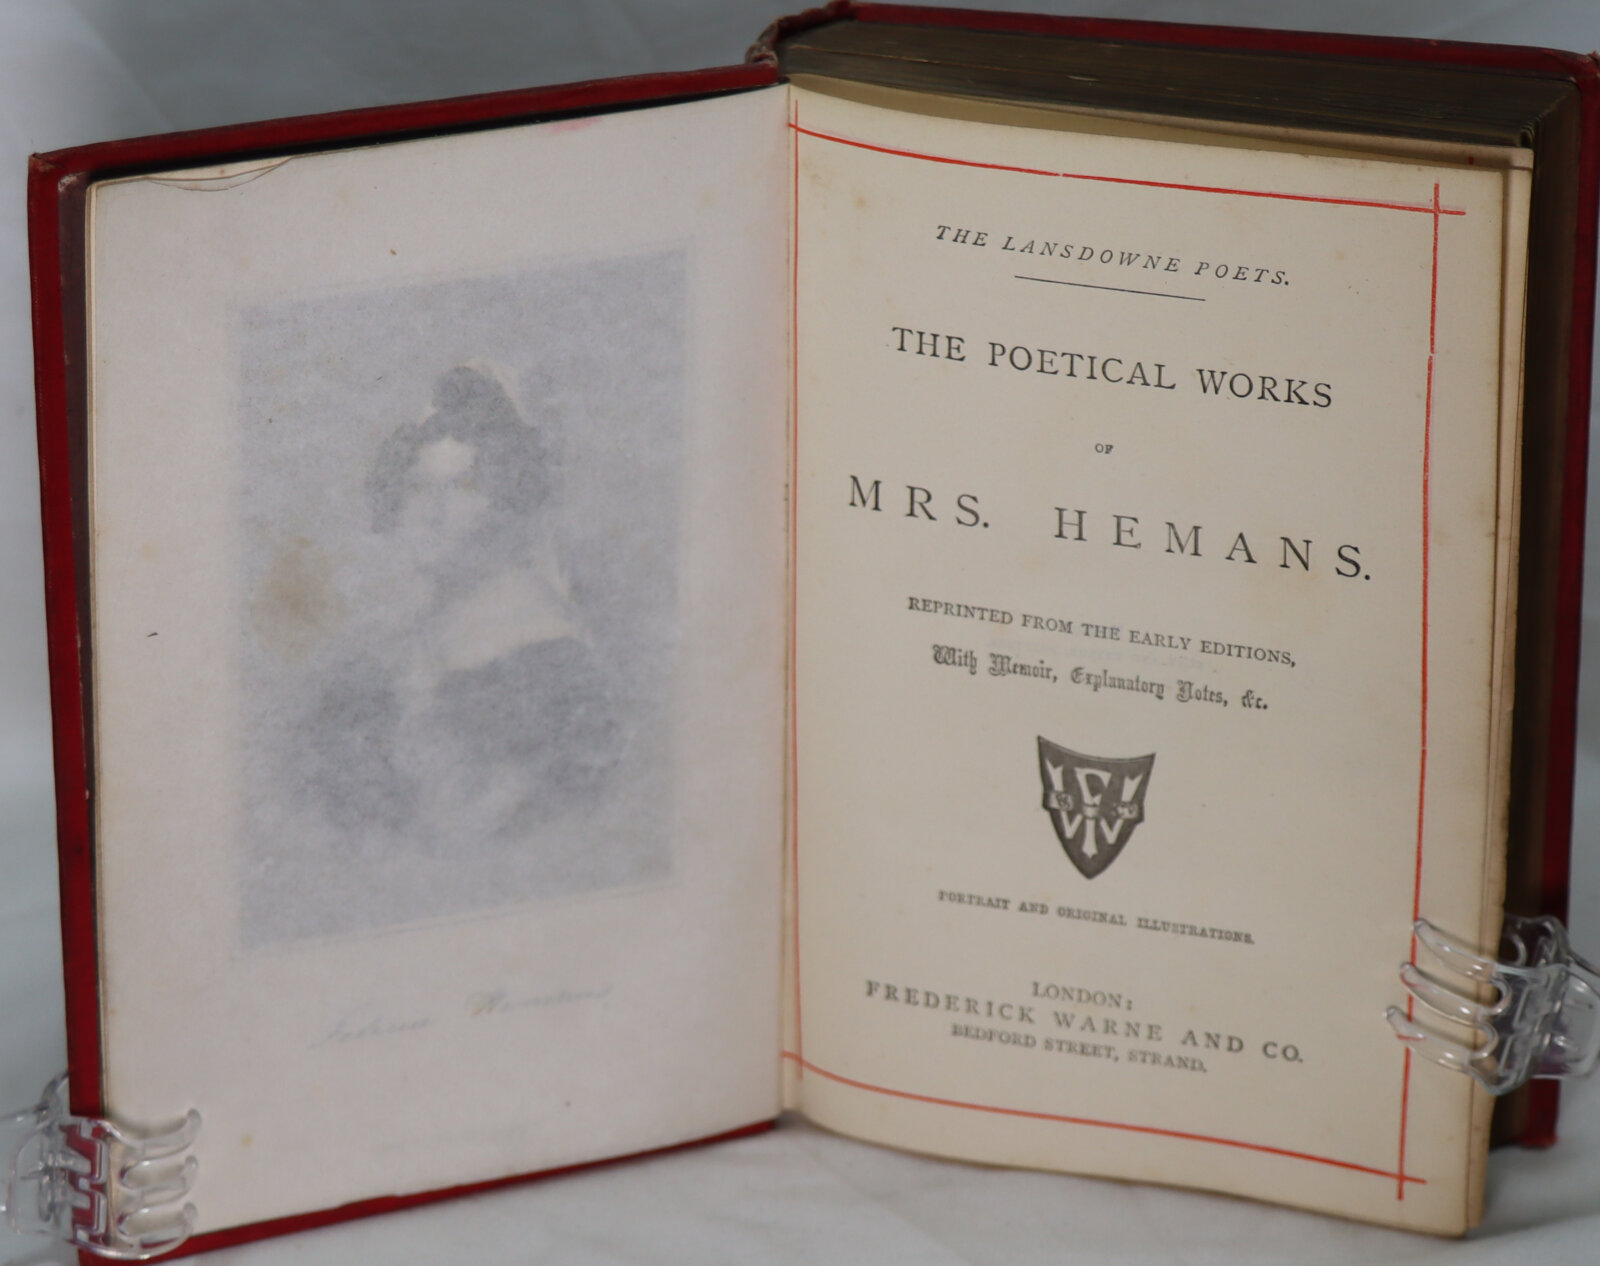 THE LANSDOWNE POETS.
THE POETICAL WORKS
OF
MRS. HEMANS.
REPRINTED FROM THE EARLY EDITIONS,
With Memoir, Explanatory Notes, &c.
PORTRAIT AND ORIGINAL ILLUSTRATIONS.
LONDON:
FREDERICK WARNE AND CO.
BEDFORD STREET, STRAND.